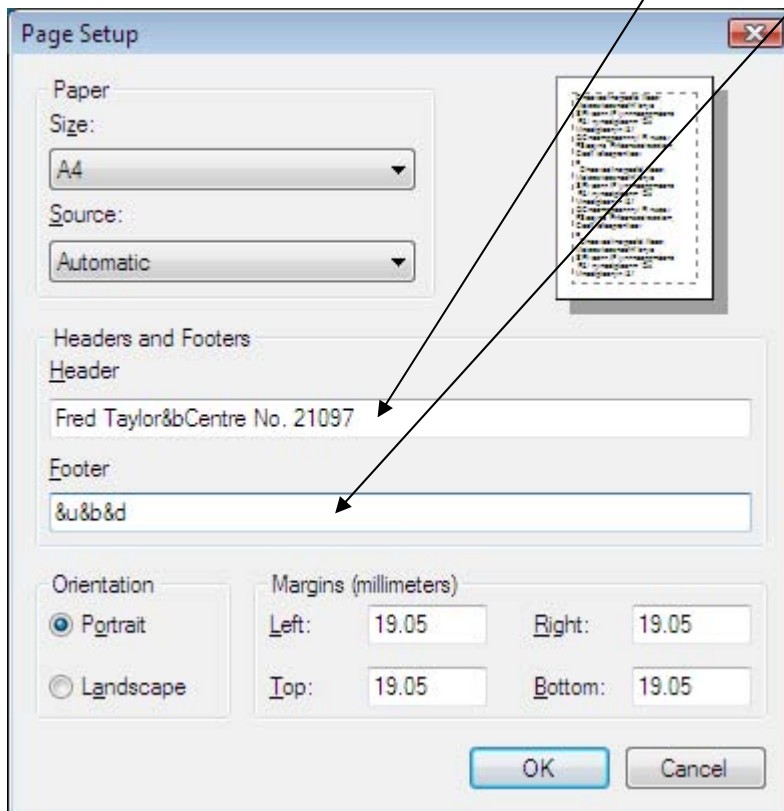 Page Setup
Paper
Size:
A4
Source:
Automatic
Headers and Footers
Header
Fred Taylor&bCentre No. 21097
Footer
&u&b&d
Orientation
Portrait
Landscape
Margins (millimeters)
Left: 19.05 Right: 19.05
Top: 19.05 Bottom: 19.05
OK Cancel